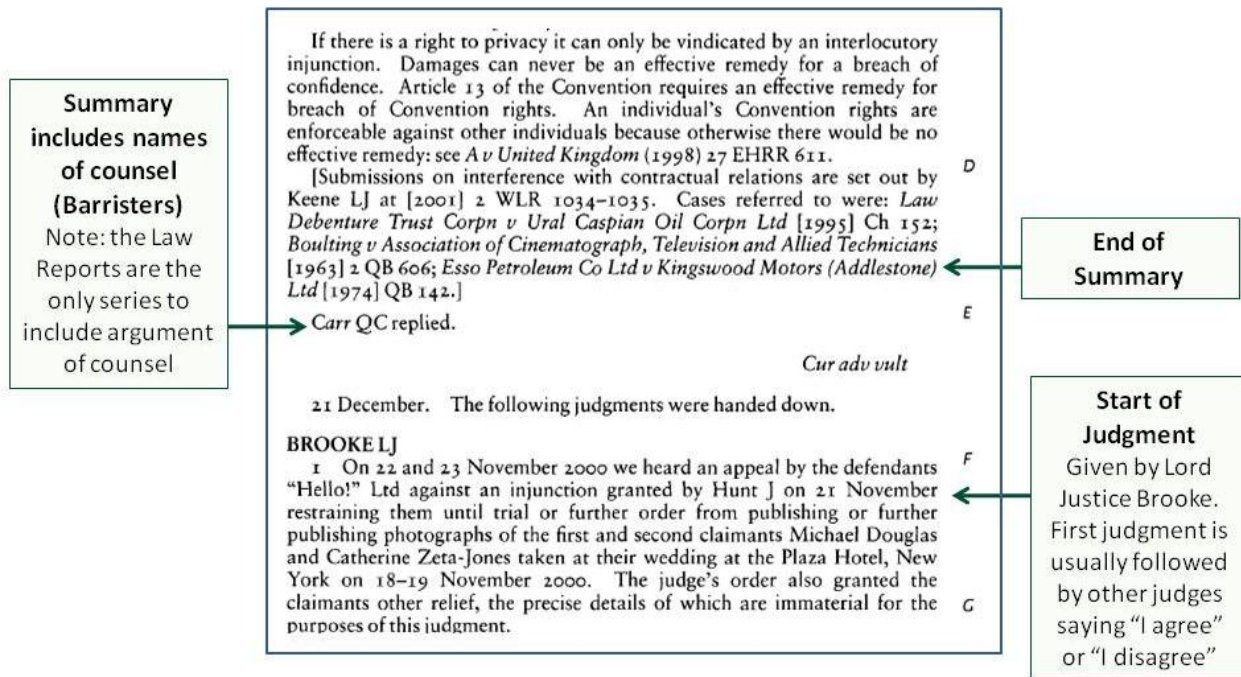 If there is a right to privacy it can only be vindicated by an interlocutory
injunction. Damages can never be an effective remedy for a breach of
confidence. Article 13 of the Convention requires an effective remedy for
breach of Convention rights. An individual's Convention rights are
enforceable against other individuals because otherwise there would be no
effective remedy: see A v United Kingdom (1998) 27 EHRR 611.
D
[Submissions on interference with contractual relations are set out by
Keene LJ at [2001] 2 WLR 1034–1035. Cases referred to were: Law
Debenture Trust Corpn v Ural Caspian Oil Corpn Ltd [1995] Ch 152;
Boulting v Association of Cinematograph, Television and Allied Technicians
[1963] 2 QB 606; Esso Petroleum Co Ltd v Kingswood Motors (Addlestone)
Ltd [1974] QB 142.]
E
Carr QC replied.
Cur adv vult
21 December. The following judgments were handed down.
BROOKE LJ
F
1 On 22 and 23 November 2000 we heard an appeal by the defendants
"Hello!" Ltd against an injunction granted by Hunt J on 21 November
restraining them until trial or further order from publishing or further
publishing photographs of the first and second claimants Michael Douglas
and Catherine Zeta-Jones taken at their wedding at the Plaza Hotel, New
York on 18–19 November 2000. The judge's order also granted the
claimants other relief, the precise details of which are immaterial for the
G
purposes of this judgment.
Summary
includes names
of counsel
(Barristers)
Note: the Law
Reports are the
only series to
include argument
of counsel
End of
Summary
Start of
Judgment
Given by Lord
Justice Brooke.
First judgment is
usually followed
by other judges
saying "I agree"
or "I disagree"